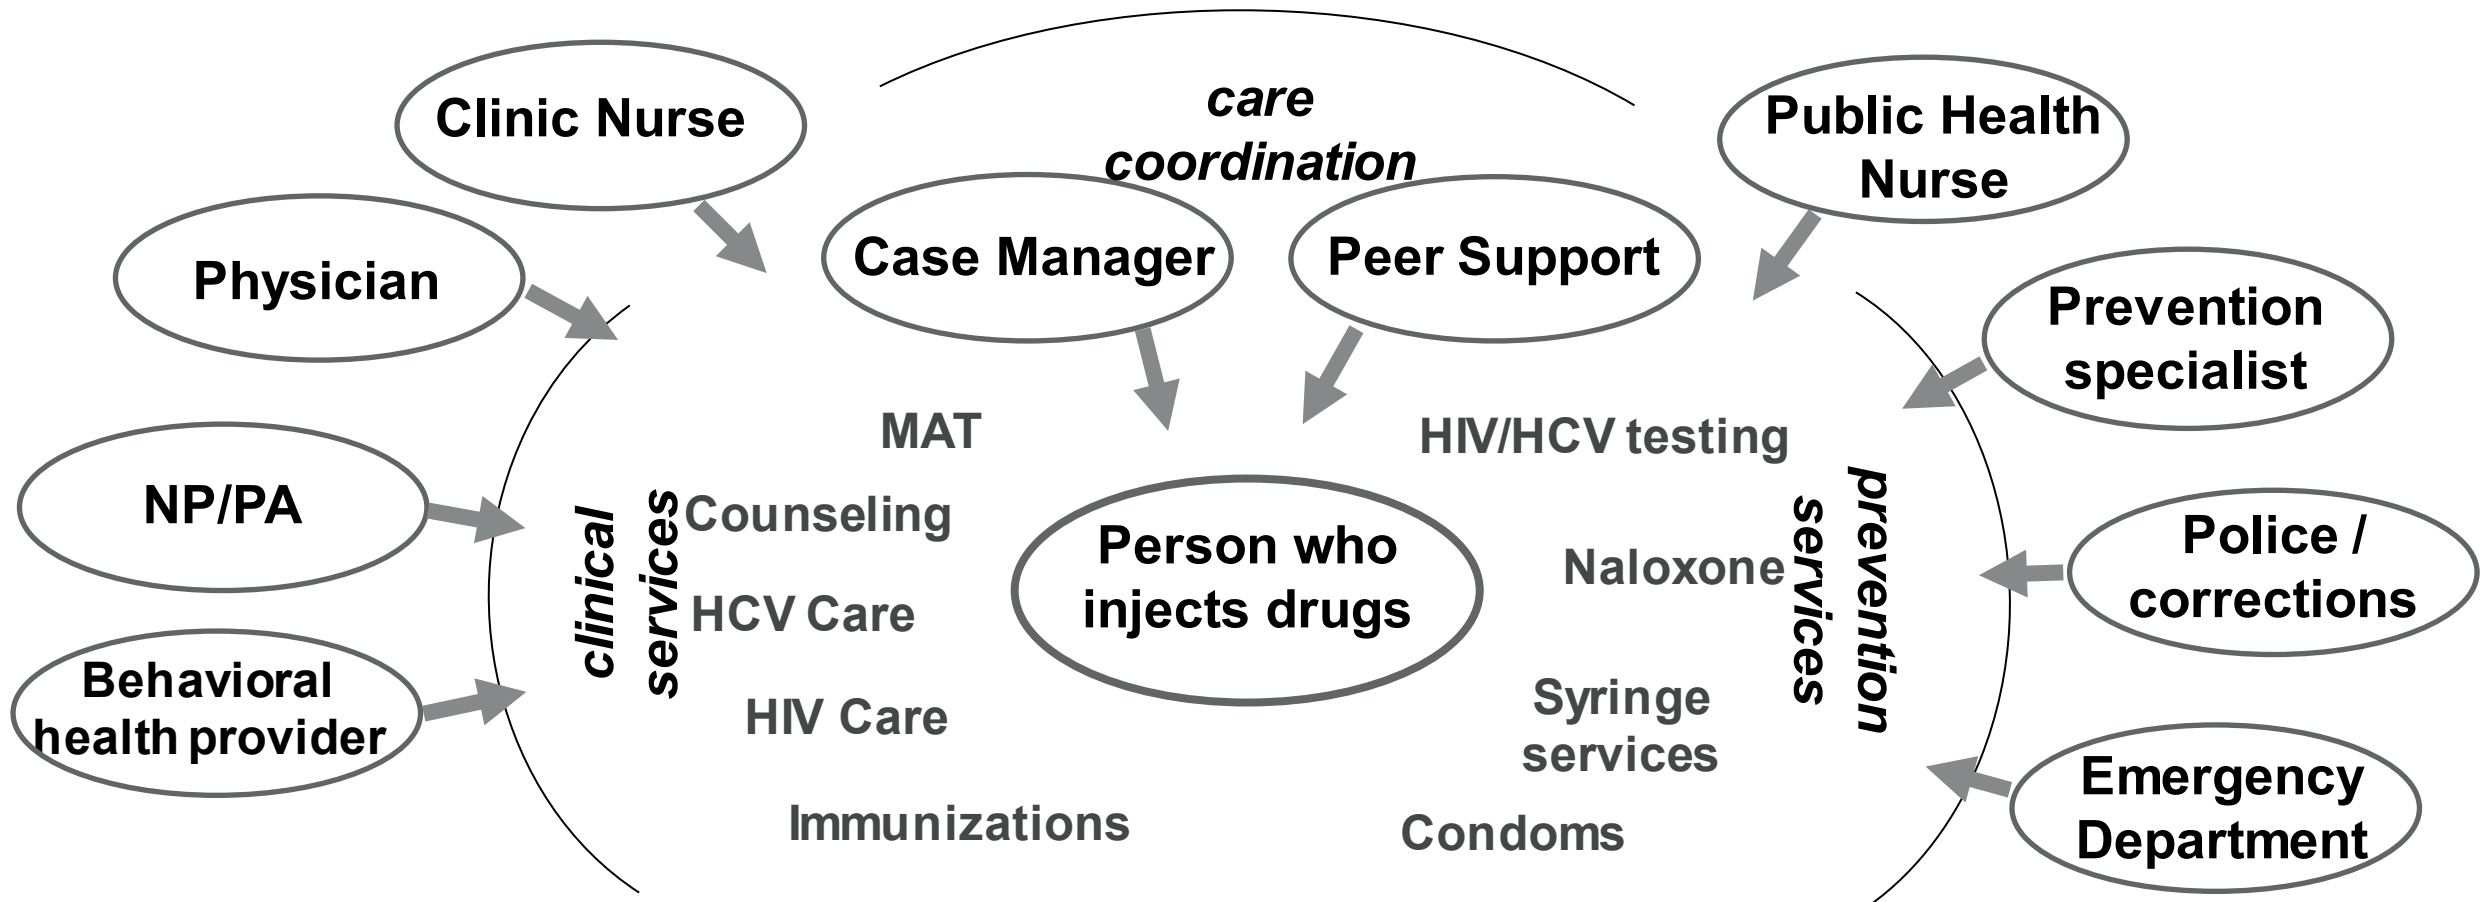 Clinic Nurse
care
coordination
Public Health
Nurse
Physician
Case Manager
Peer Support
Prevention
specialist
MAT
HIV/HCV testing
NP/PA
clinical
services
Counseling
Person who
injects drugs
Naloxone
prevention
services
Police /
corrections
HCV Care
Behavioral
health provider
HIV Care
Syringe
services
Immunizations
Condoms
Emergency
Department